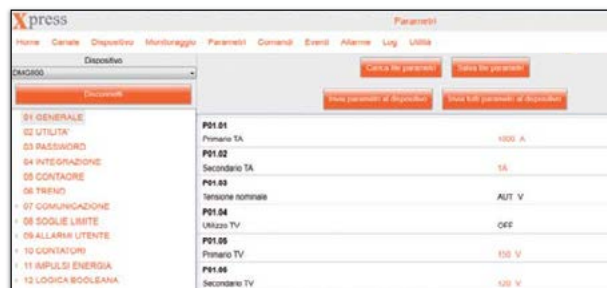 Xpress
Parametri
Home Canale Dispositivo Monitoraggio Parametri Comandi Eventi Allarme Log Utilità
Dispositivo
DMG800
Disconnetti
Carica file parametri Salva file parametri
Invia parametri al dispositivo Invia tutti parametri al dispositivo
01 GENERALE
02 UTILITA'
03 PASSWORD
04 INTEGRAZIONE
05 CONTAORE
06 TREND
07 COMUNICAZIONE
08 SOGLIE LIMITE
09 ALLARMI UTENTE
10 CONTATORI
11 IMPULSI ENERGIA
12 LOGICA BOOLEANA
P01.01
Primario TA 1000 A
P01.02
Secondario TA 1A
P01.03
Tensione nominale AUT V
P01.04
Utilizzo TV OFF
P01.05
Primario TV 150 V
P01.06
Secondario TV 120 V